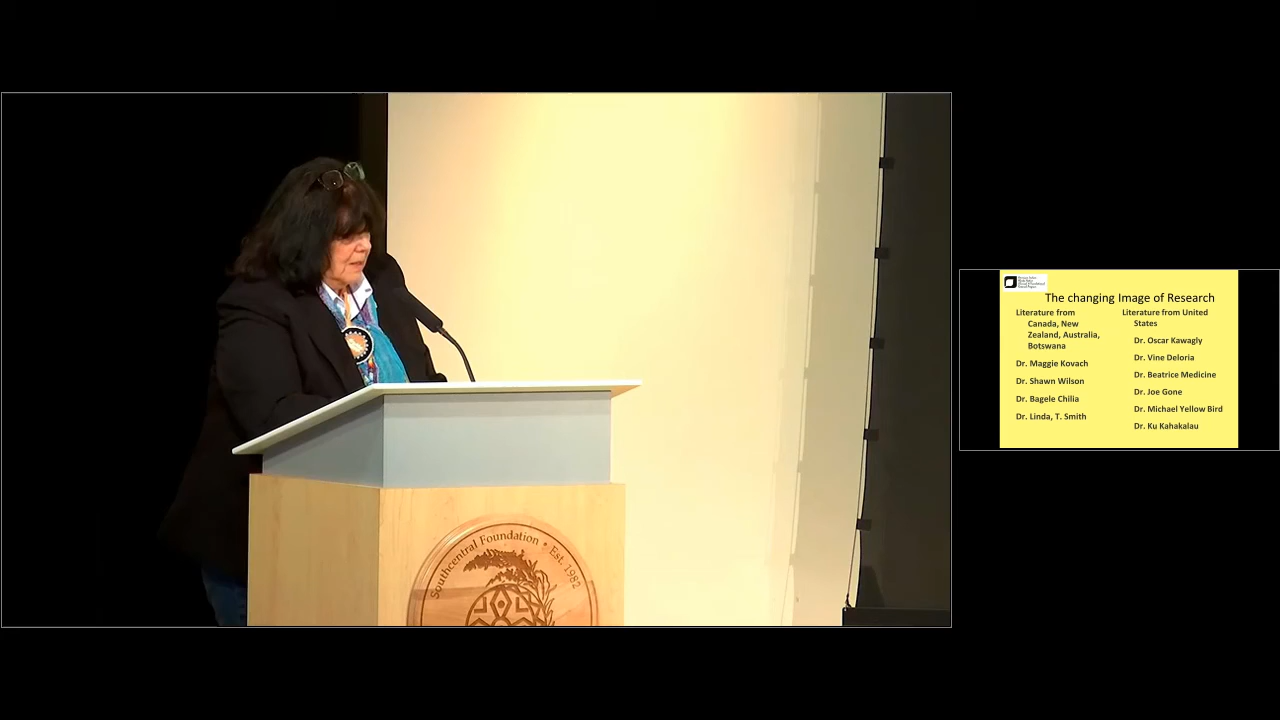 Southcentral Foundation • Est. 1982
The changing Image of Research
Literature from
Canada, New
Zealand, Australia,
Botswana
Dr. Maggie Kovach
Dr. Shawn Wilson
Dr. Bagele Chilia
Dr. Linda, T. Smith
Literature from United
States
Dr. Oscar Kawagly
Dr. Vine Deloria
Dr. Beatrice Medicine
Dr. Joe Gone
Dr. Michael Yellow Bird
Dr. Ku Kahakalau